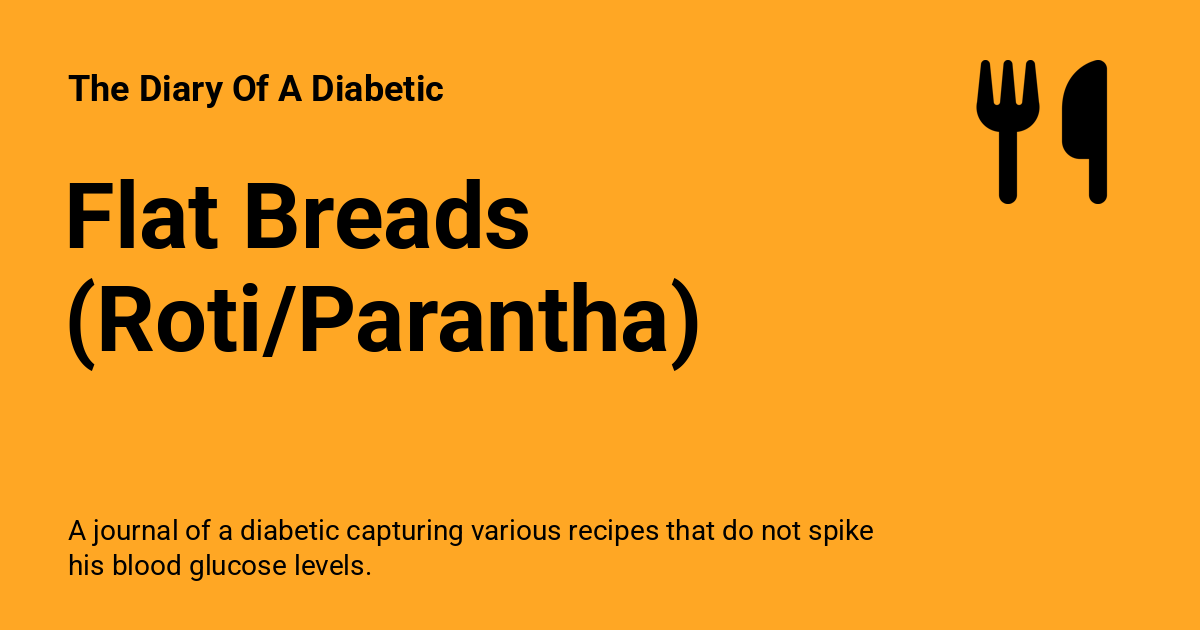 The Diary Of A Diabetic
Flat Breads
(Roti/Parantha)
A journal of a diabetic capturing various recipes that do not spike
his blood glucose levels.